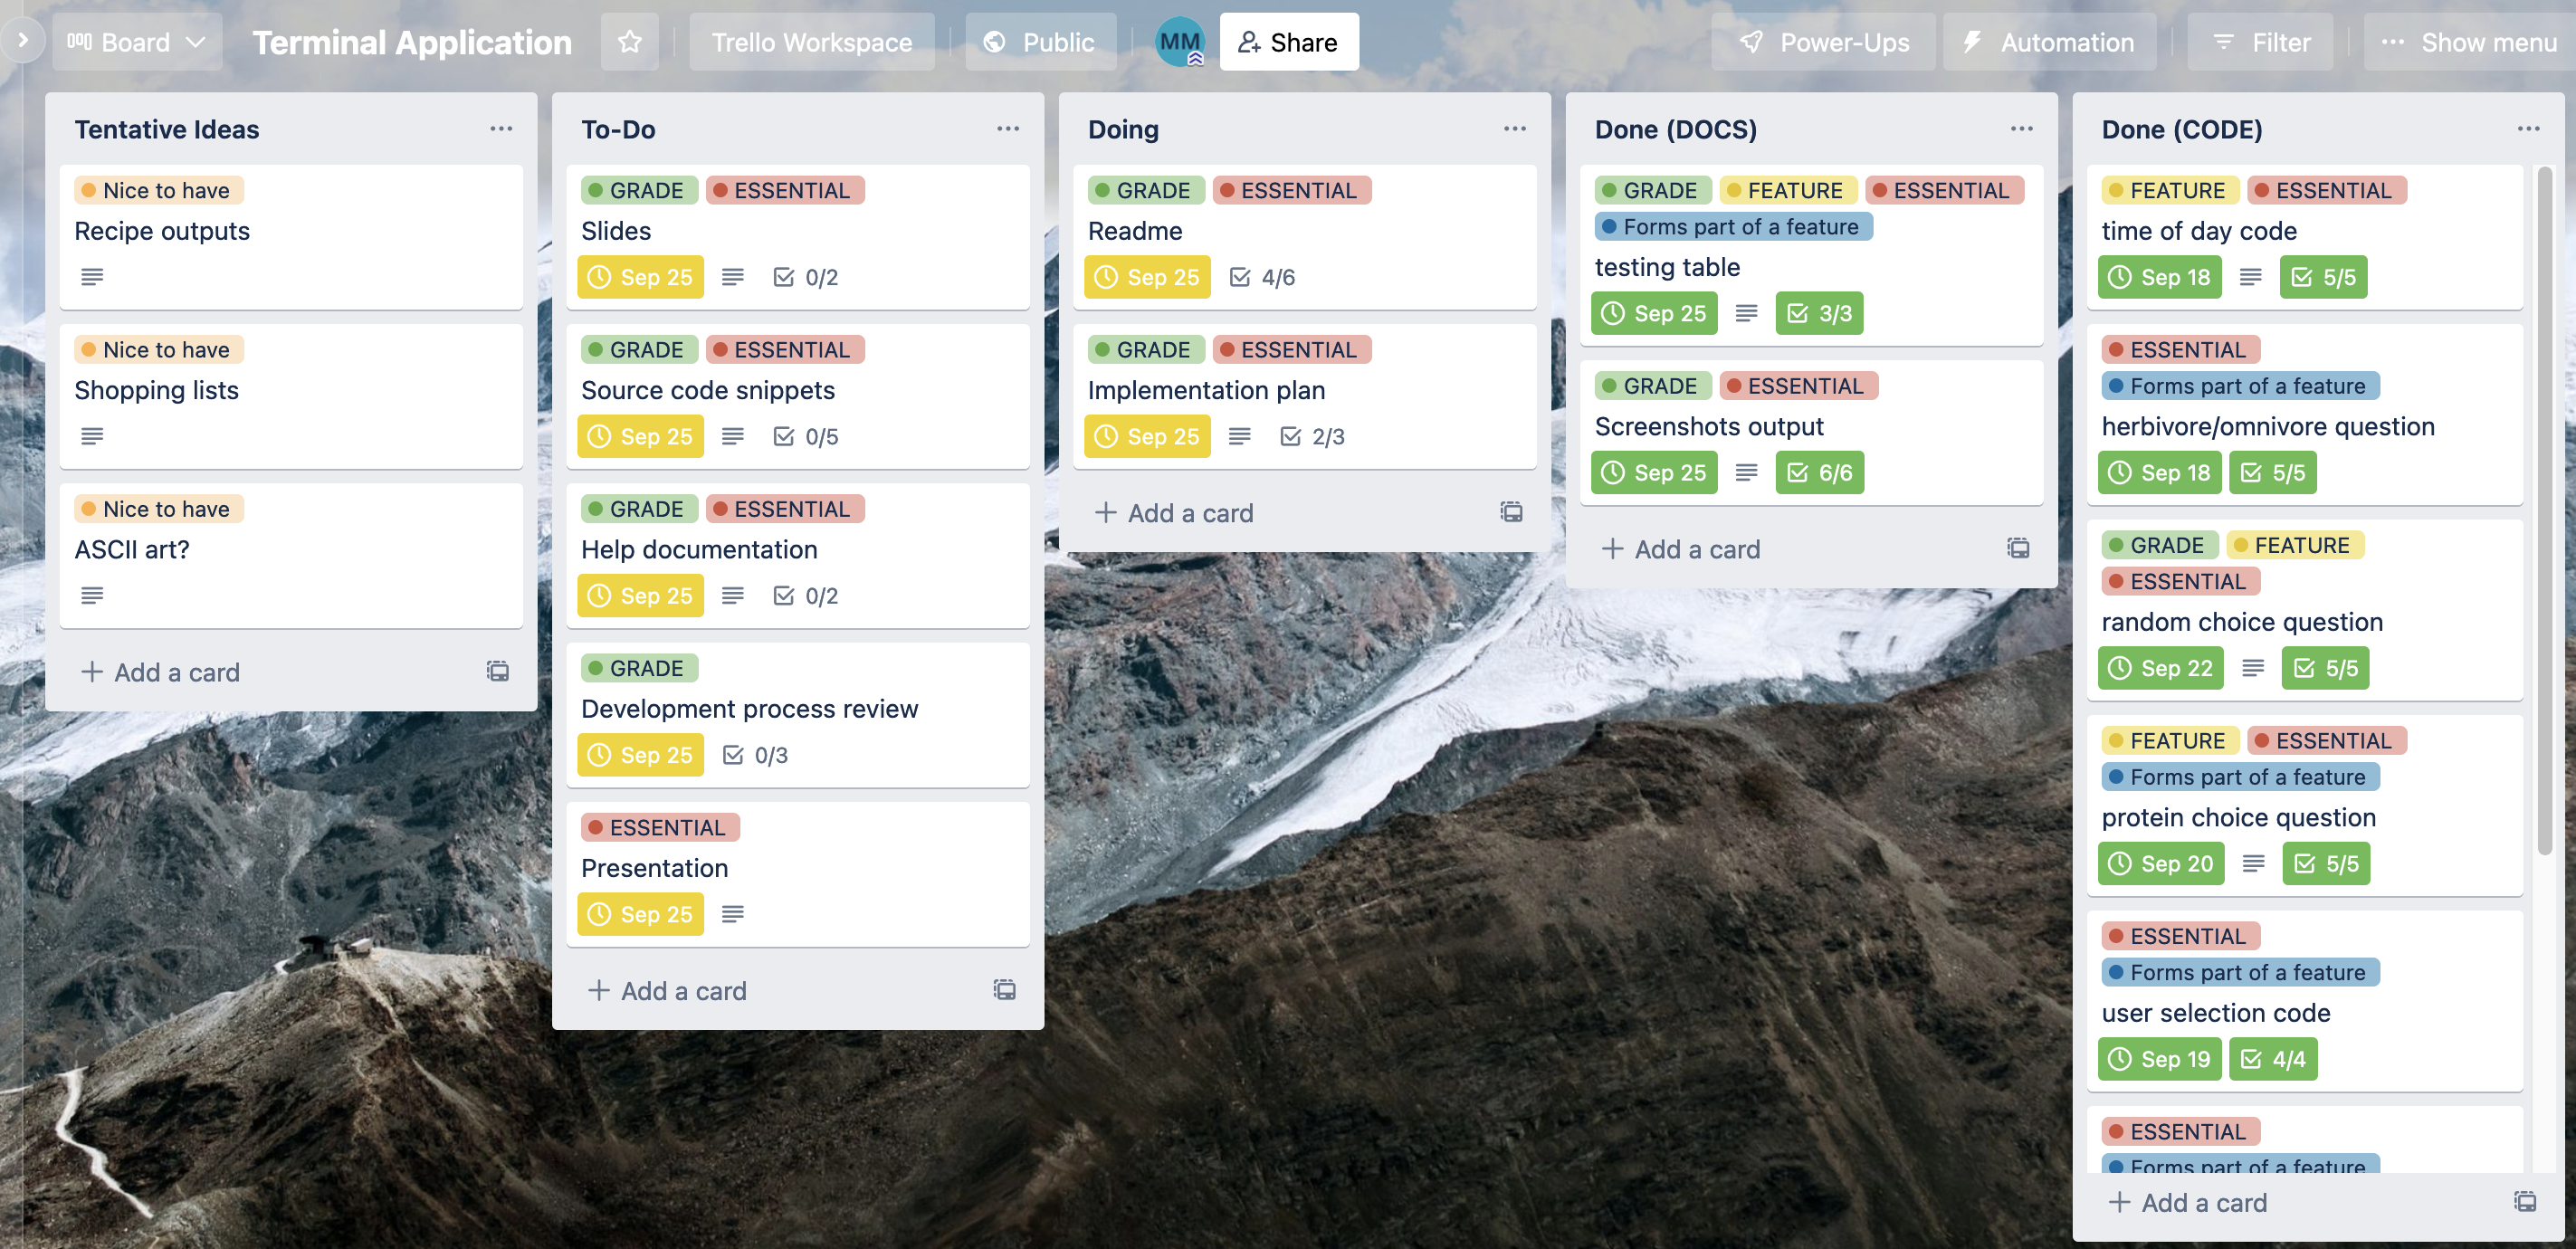 Board
Terminal Application
Trello Workspace
Public
MM
Share
Power-Ups
Automation
Filter
Show menu
Tentative Ideas
Nice to have
Recipe outputs
Nice to have
Shopping lists
Nice to have
ASCII art?
Add a card
To-Do
GRADE ESSENTIAL
Slides
Sep 25 0/2
GRADE ESSENTIAL
Source code snippets
Sep 25 0/5
GRADE ESSENTIAL
Help documentation
Sep 25 0/2
GRADE
Development process review
Sep 25 0/3
ESSENTIAL
Presentation
Sep 25
Add a card
Doing
GRADE ESSENTIAL
Readme
Sep 25 4/6
GRADE ESSENTIAL
Implementation plan
Sep 25 2/3
Add a card
Done (DOCS)
GRADE FEATURE ESSENTIAL
Forms part of a feature
testing table
Sep 25 3/3
GRADE ESSENTIAL
Screenshots output
Sep 25 6/6
Add a card
Done (CODE)
FEATURE ESSENTIAL
time of day code
Sep 18 5/5
ESSENTIAL
Forms part of a feature
herbivore/omnivore question
Sep 18 5/5
GRADE FEATURE
ESSENTIAL
random choice question
Sep 22 5/5
FEATURE ESSENTIAL
Forms part of a feature
protein choice question
Sep 20 5/5
ESSENTIAL
Forms part of a feature
user selection code
Sep 19 4/4
ESSENTIAL
Forms part of a feature
Add a card